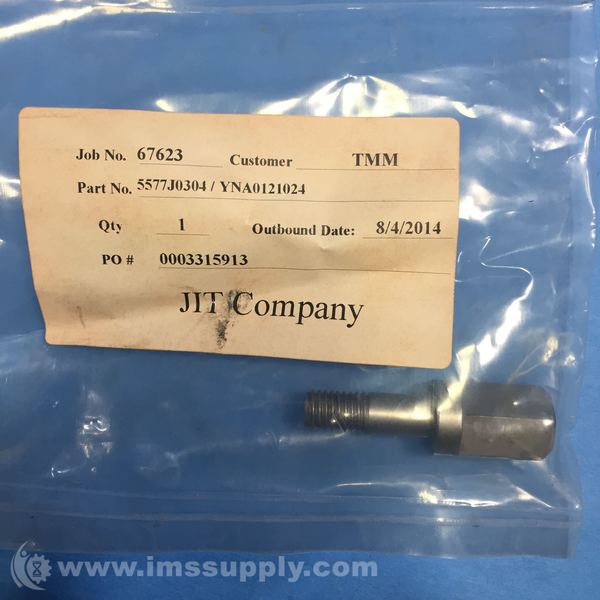 Job No. 67623 Customer TMM
Part No. 5577J0304 / YNA0121024
Qty 1 Outbound Date: 8/4/2014
PO # 0003315913
JIT Company
www.imssupply.com